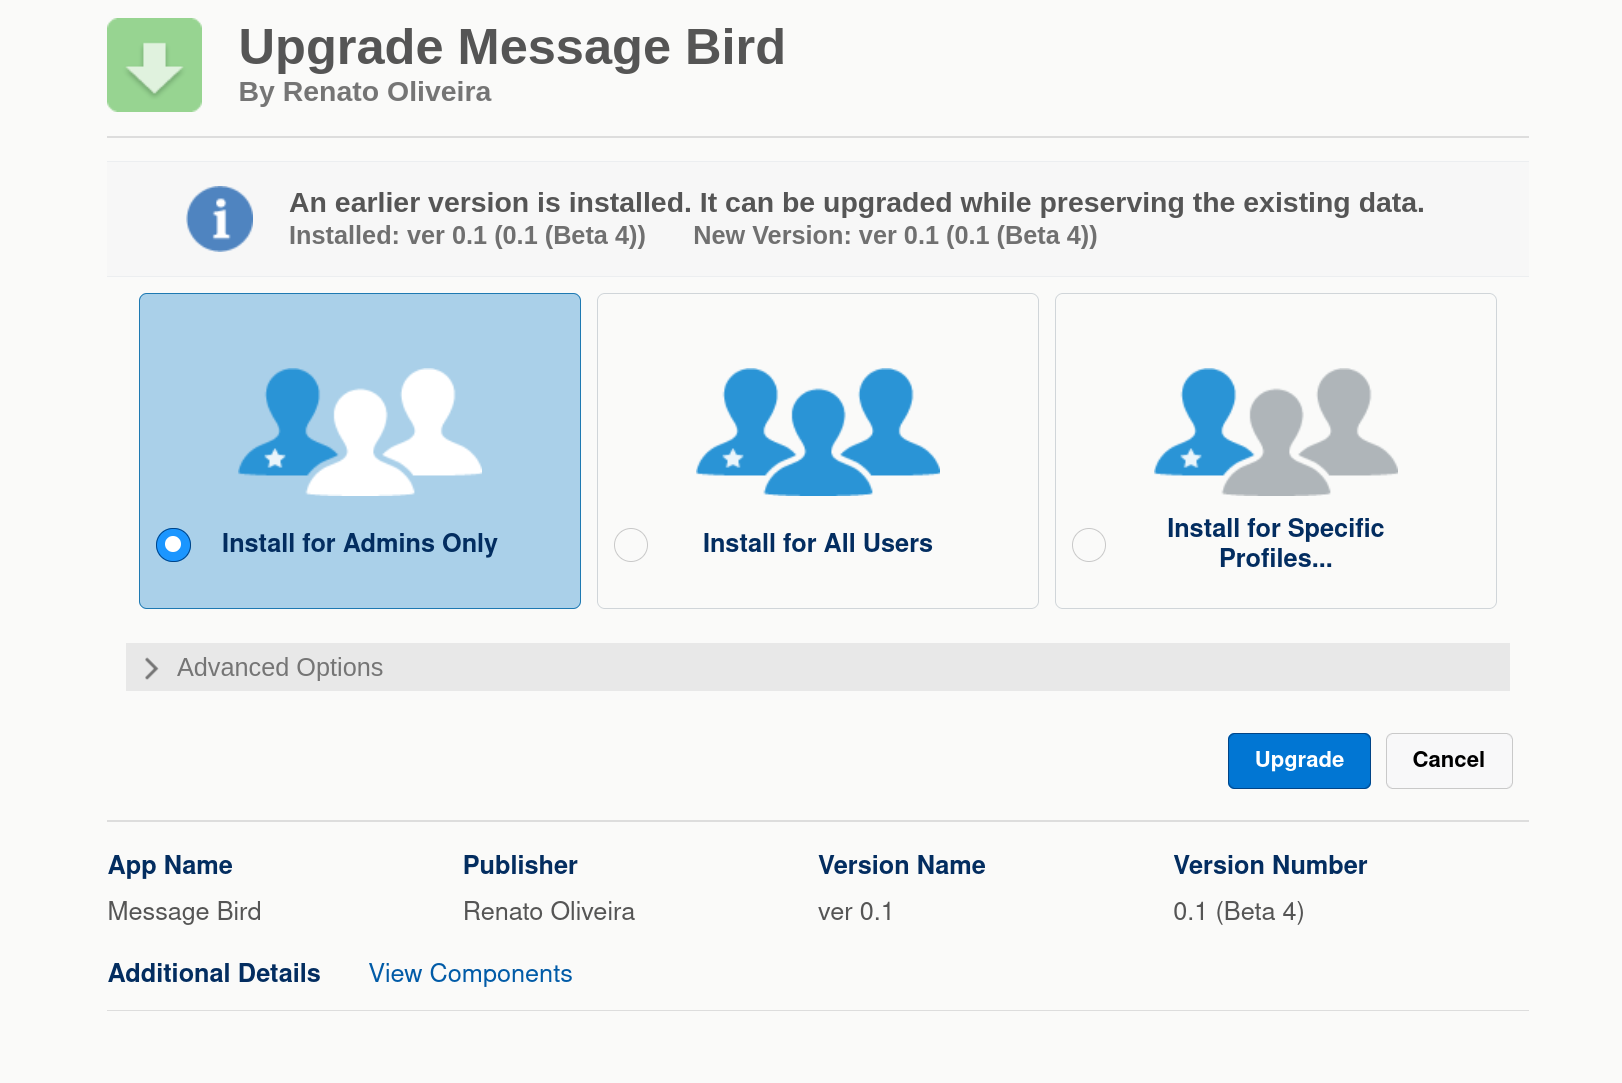 Upgrade Message Bird
By Renato Oliveira
An earlier version is installed. It can be upgraded while preserving the existing data.
Installed: ver 0.1 (0.1 (Beta 4)) New Version: ver 0.1 (0.1 (Beta 4))
Install for Admins Only
Install for All Users
Install for Specific
Profiles...
Advanced Options
Upgrade Cancel
App Name Publisher Version Name Version Number
Message Bird Renato Oliveira ver 0.1 0.1 (Beta 4)
Additional Details View Components